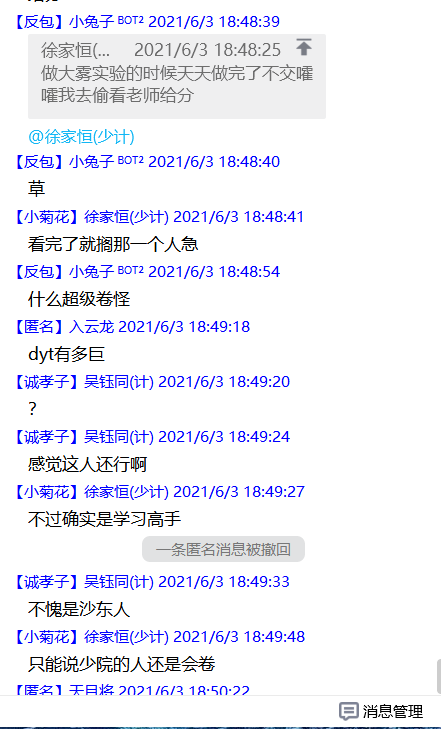 【反包】小兔子 BOT2 2021/6/3 18:48:39
徐家恒(... 2021/6/3 18:48:25
做大雾实验的时候天天做完了不交嚯
嚯我去偷看老师给分
@徐家恒(少计)
【反包】小兔子 BOT2 2021/6/3 18:48:40
草
【小菊花】徐家恒(少计) 2021/6/3 18:48:41
看完了就搁那一个人急
【反包】小兔子 BOT2 2021/6/3 18:48:54
什么超级卷怪
【匿名】入云龙 2021/6/3 18:49:18
dyt有多巨
【诚孝子】吴钰同(计) 2021/6/3 18:49:20
?
【诚孝子】吴钰同(计) 2021/6/3 18:49:24
感觉这人还行啊
【小菊花】徐家恒(少计) 2021/6/3 18:49:27
不过确实是学习高手
一条匿名消息被撤回
【诚孝子】吴钰同(计) 2021/6/3 18:49:33
不愧是沙东人
【小菊花】徐家恒(少计) 2021/6/3 18:49:48
只能说少院的人还是会卷
【匿名】天目将 2021/6/3 18:50:22
消息管理